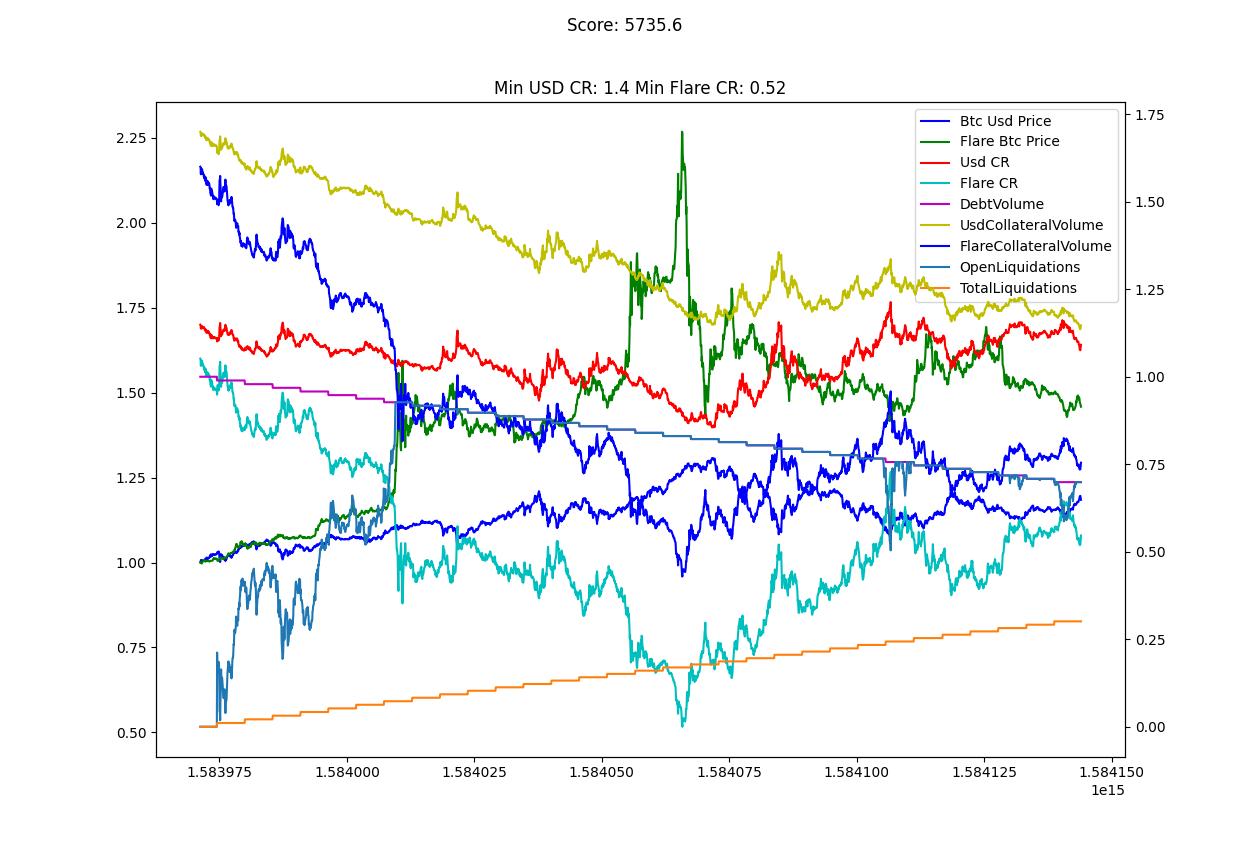 Score: 5735.6
Min USD CR: 1.4 Min Flare CR: 0.52
2.25
2.00
1.75
1.50
1.25
1.00
0.75
0.50
Btc Usd Price
Flare Btc Price
Usd CR
Flare CR
DebtVolume
UsdCollateralVolume
FlareCollateralVolume
OpenLiquidations
TotalLiquidations
1.75
1.50
1.25
1.00
0.75
0.50
0.25
0.00
1.583975 1.584000 1.584025 1.584050 1.584075 1.584100 1.584125 1.584150
1e15